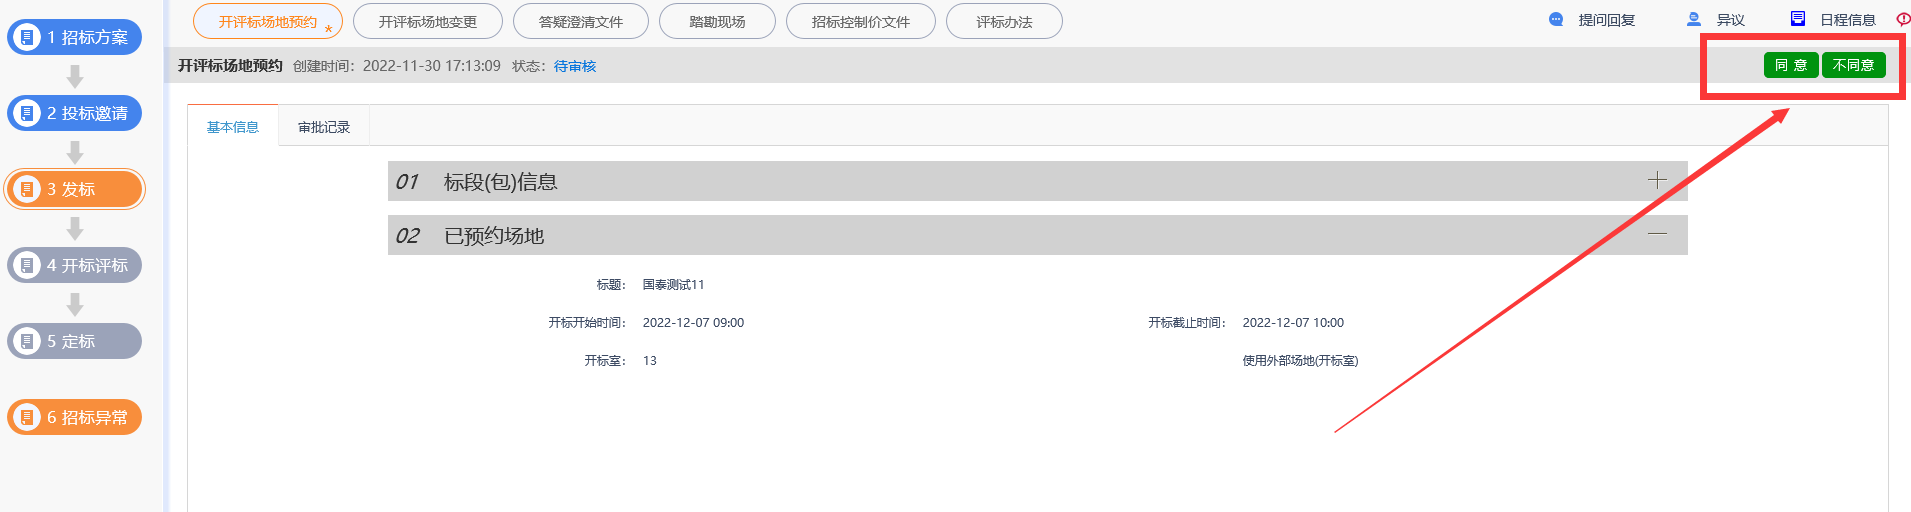 1 招标方案
2 投标邀请
3 发标
4 开标评标
5 定标
6 招标异常
开评标场地预约 * 开评标场地变更 答疑澄清文件 踏勘现场 招标控制价文件 评标办法
提问回复 异议 日程信息
开评标场地预约 创建时间：2022-11-30 17:13:09 状态：待审核
同 意 不同意
基本信息 审批记录
01 标段(包)信息
02 已预约场地
标题： 国泰测试11
开标开始时间： 2022-12-07 09:00 开标截止时间： 2022-12-07 10:00
开标室： 13 使用外部场地(开标室)